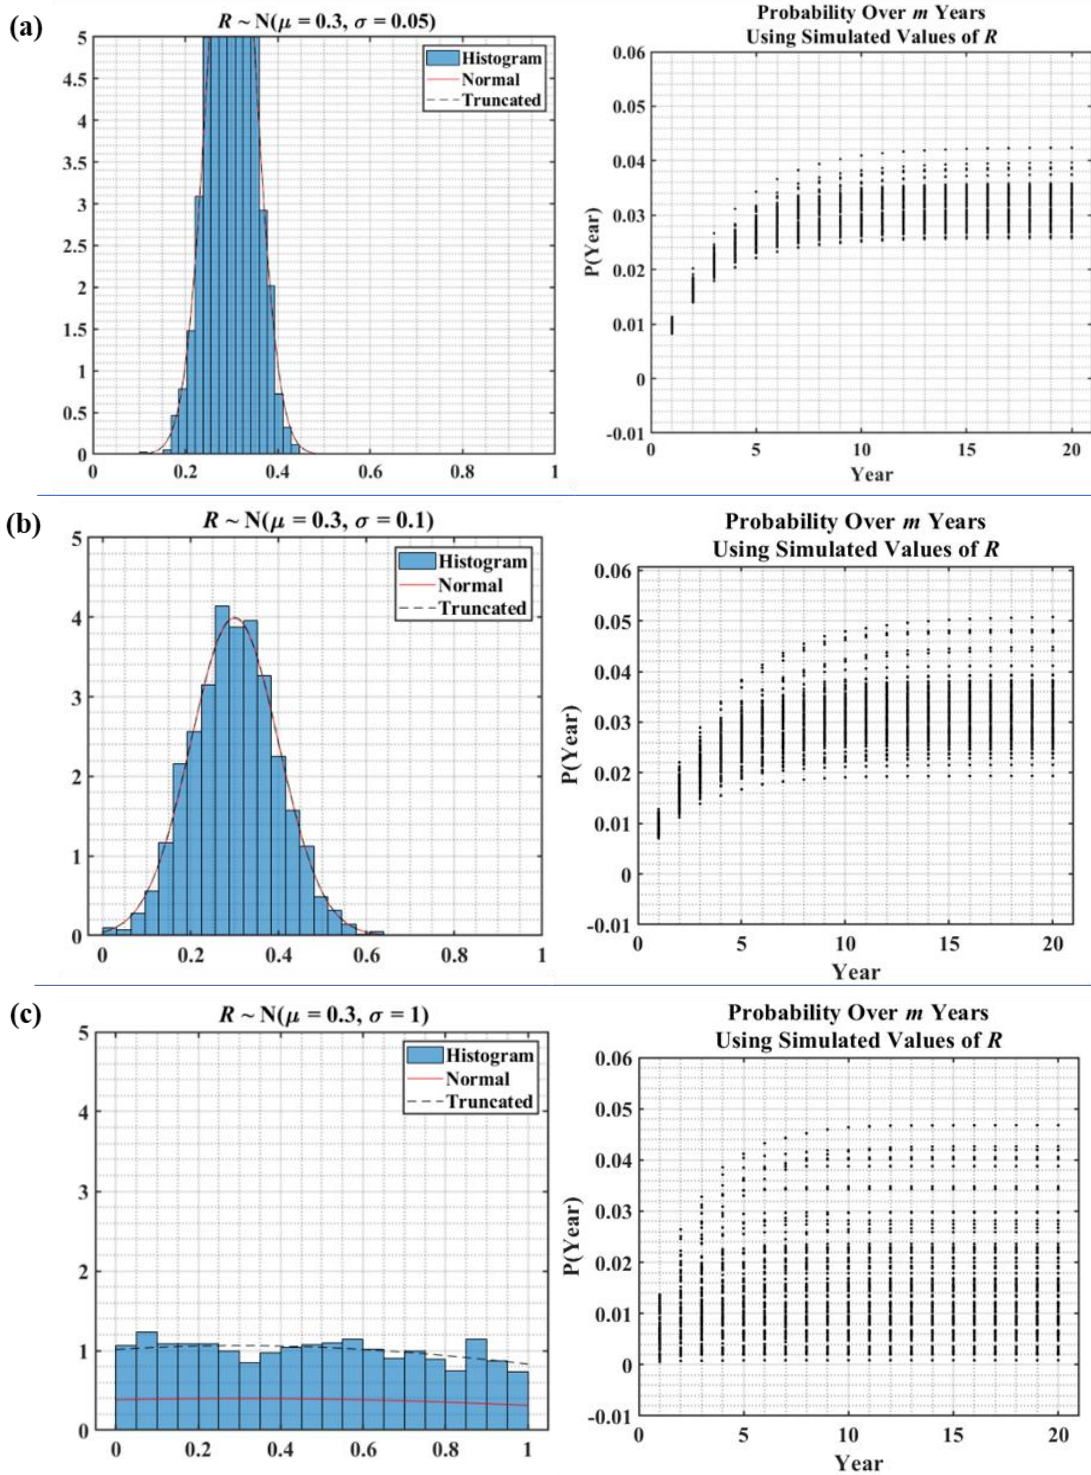 (a)
R ~ N(μ = 0.3, σ = 0.05)
5
4.5
4
3.5
3
2.5
2
1.5
1
0.5
0
0 0.2 0.4 0.6 0.8 1
Histogram
Normal
Truncated
Probability Over m Years
Using Simulated Values of R
0.06
0.05
0.04
0.03
0.02
0.01
0
-0.01
P(Year)
0 5 10 15 20
Year
(b)
R ~ N(μ = 0.3, σ = 0.1)
5
4
3
2
1
0
0 0.2 0.4 0.6 0.8 1
Histogram
Normal
Truncated
Probability Over m Years
Using Simulated Values of R
0.06
0.05
0.04
0.03
0.02
0.01
0
-0.01
P(Year)
0 5 10 15 20
Year
(c)
R ~ N(μ = 0.3, σ = 1)
5
4
3
2
1
0
0 0.2 0.4 0.6 0.8 1
Histogram
Normal
Truncated
Probability Over m Years
Using Simulated Values of R
0.06
0.05
0.04
0.03
0.02
0.01
0
-0.01
P(Year)
0 5 10 15 20
Year